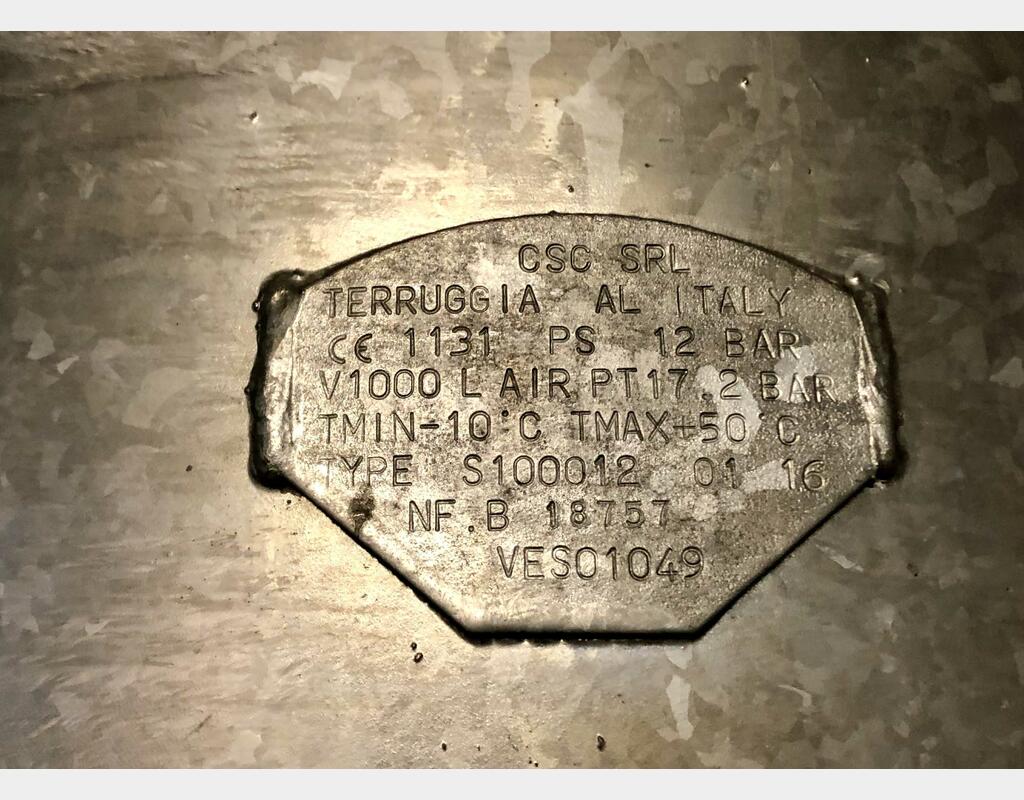 CSC SRL
TERRUGGIA AL ITALY
CE 1131 PS 12 BAR
V1000 L AIR PT17.2 BAR
TMIN-10°C TMAX+50°C
TYPE S100012 01 16
NF.B 18757
VES01049